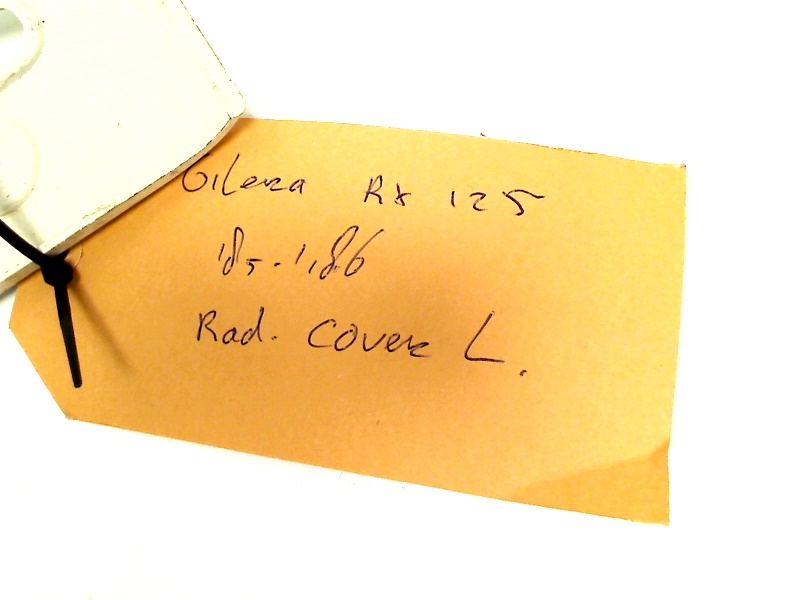 Gilera RX 125
'85-'86
Rad. Cover L.